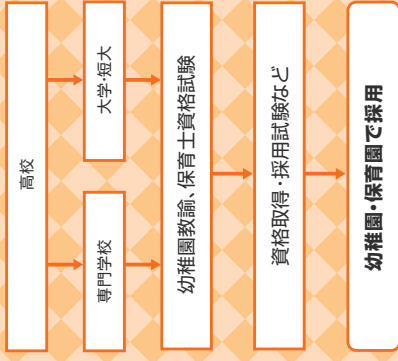 高校
大学・短大
専門学校
幼稚園教諭、保育士資格試験
資格取得・採用試験など
幼稚園・保育園で採用